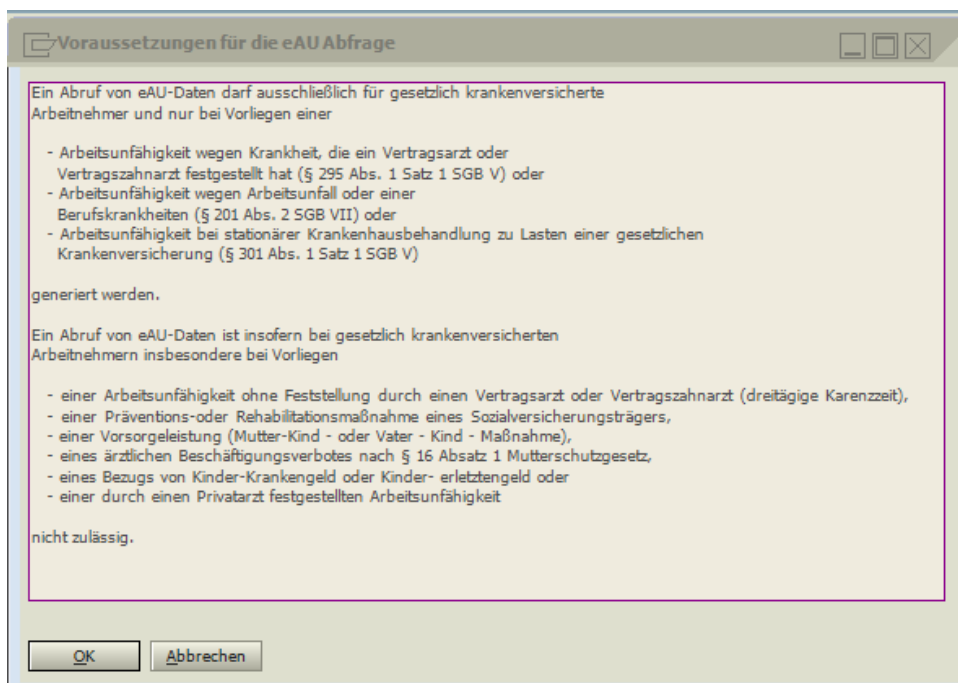 Voraussetzungen für die eAU Abfrage
Ein Abruf von eAU-Daten darf ausschließlich für gesetzlich krankenversicherte
Arbeitnehmer und nur bei Vorliegen einer
- Arbeitsunfähigkeit wegen Krankheit, die ein Vertragsarzt oder
Vertragszahnarzt festgestellt hat (§ 295 Abs. 1 Satz 1 SGB V) oder
- Arbeitsunfähigkeit wegen Arbeitsunfall oder einer
Berufskrankheiten (§ 201 Abs. 2 SGB VII) oder
- Arbeitsunfähigkeit bei stationärer Krankenhausbehandlung zu Lasten einer gesetzlichen
Krankenversicherung (§ 301 Abs. 1 Satz 1 SGB V)
generiert werden.
Ein Abruf von eAU-Daten ist insofern bei gesetzlich krankenversicherten
Arbeitnehmern insbesondere bei Vorliegen
- einer Arbeitsunfähigkeit ohne Feststellung durch einen Vertragsarzt oder Vertragszahnarzt (dreitägige Karenzzeit),
- einer Präventions-oder Rehabilitationsmaßnahme eines Sozialversicherungsträgers,
- einer Vorsorgeleistung (Mutter-Kind - oder Vater - Kind - Maßnahme),
- eines ärztlichen Beschäftigungsverbotes nach § 16 Absatz 1 Mutterschutzgesetz,
- eines Bezugs von Kinder-Krankengeld oder Kinder- erletztengeld oder
- einer durch einen Privatarzt festgestellten Arbeitsunfähigkeit
nicht zulässig.
OK Abbrechen